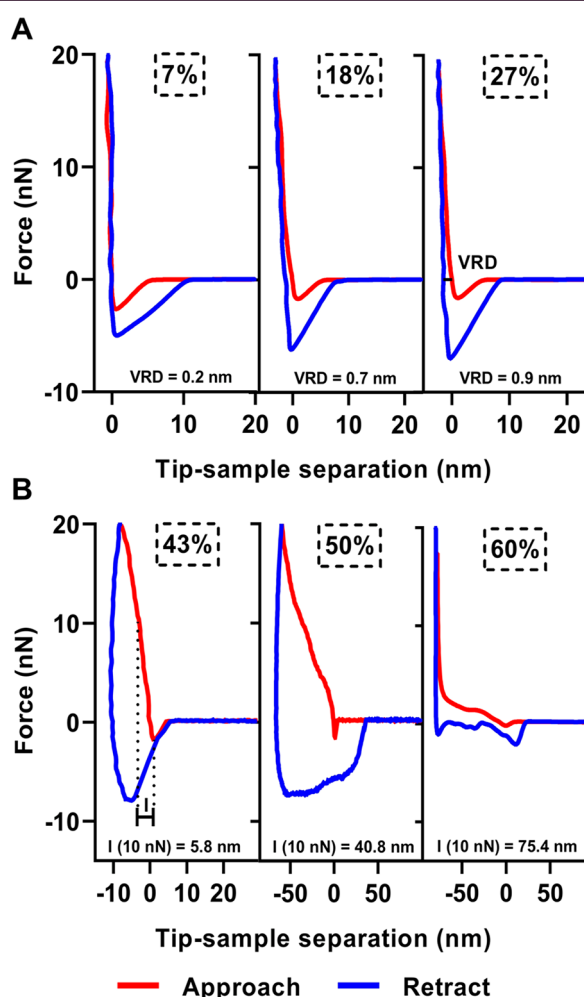 A
7% 18% 27%
20
10
0
-10
Force (nN)
VRD
VRD = 0.2 nm VRD = 0.7 nm VRD = 0.9 nm
0 10 20 0 10 20 0 10 20
Tip-sample separation (nm)
B
43% 50% 60%
20
10
0
-10
Force (nN)
I
I (10 nN) = 5.8 nm I (10 nN) = 40.8 nm I (10 nN) = 75.4 nm
-10 0 10 20 -50 0 50 -50 0 50
Tip-sample separation (nm)
Approach Retract